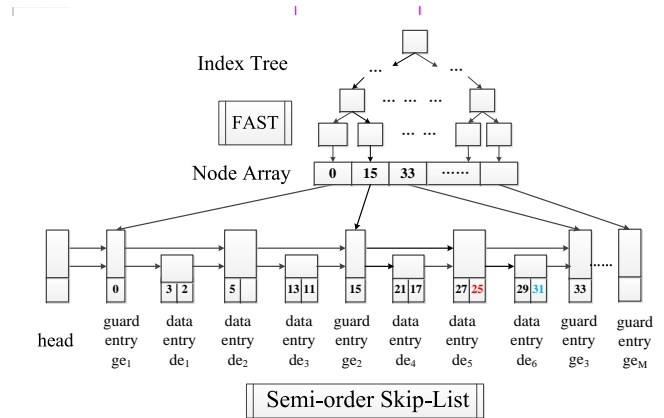 Index Tree
...
...
... ... ...
FAST
... ...
Node Array
0 15 33 ......
......
0 3 2 5 13 11 15 21 17 27 25 29 31 33
head
guard entry ge1
data entry de1
data entry de2
data entry de3
guard entry ge2
data entry de4
data entry de5
data entry de6
guard entry ge3
guard entry geM
Semi-order Skip-List